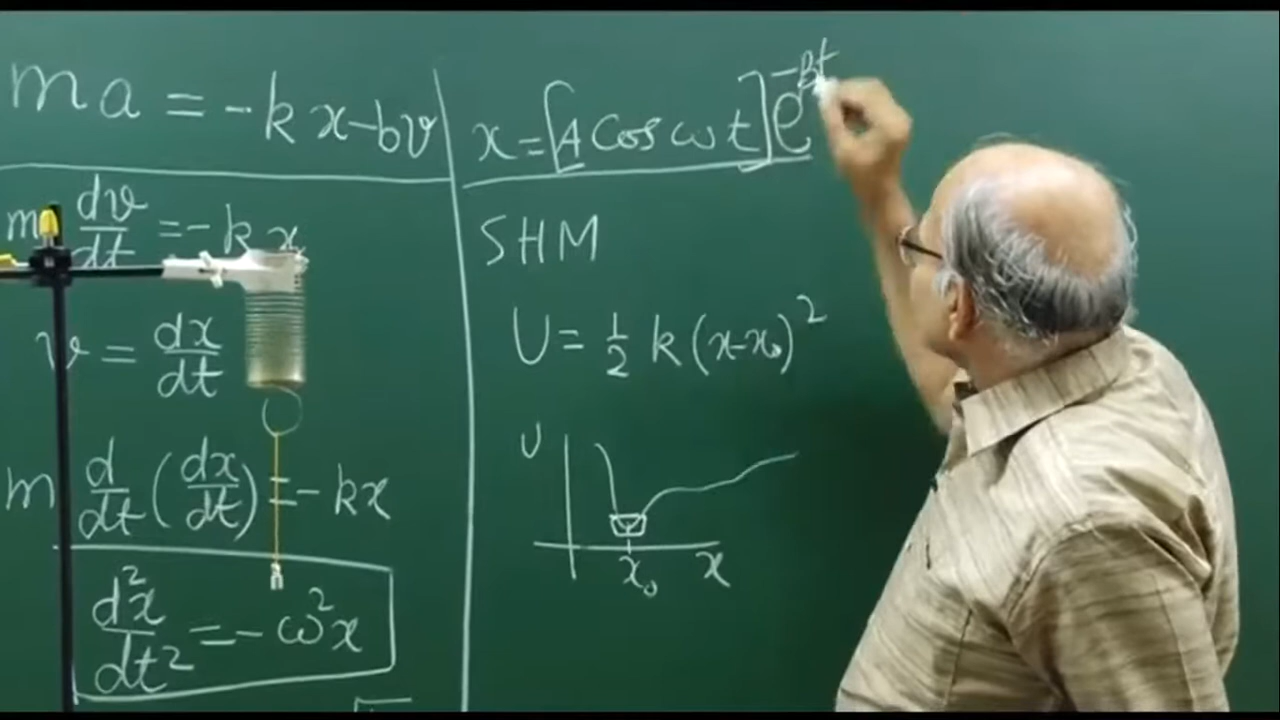 ma = -kx-bv
m dv/dt = -kx
v = dx/dt
m d/dt (dx/dt) = -kx
d²x/dt² = -ω²x
x = [A Cos ωt] e^-βt
SHM
U = 1/2 k (x-x₀)²
U
x₀ x